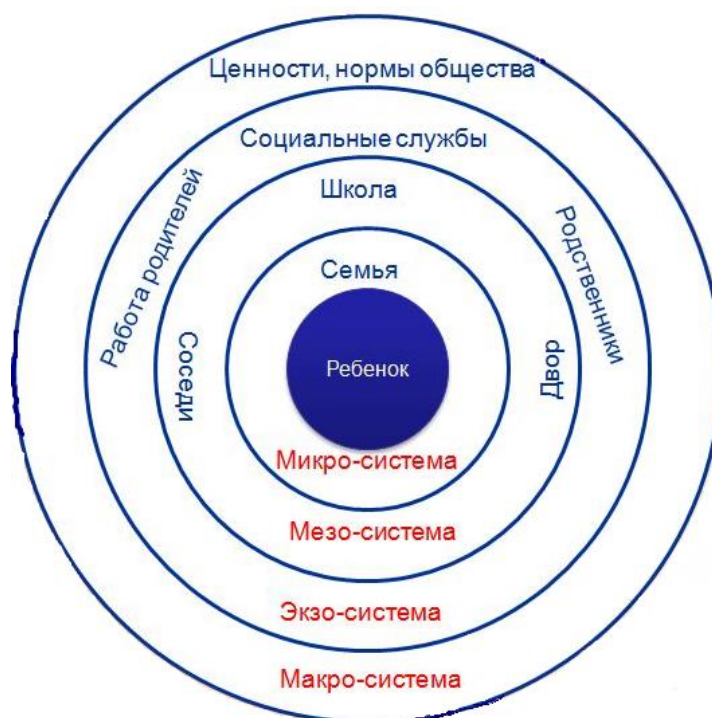 Ценности, нормы общества
Социальные службы
Работа родителей
Родственники
Школа
Соседи
Двор
Семья
Ребенок
Микро-система
Мезо-система
Экзо-система
Макро-система